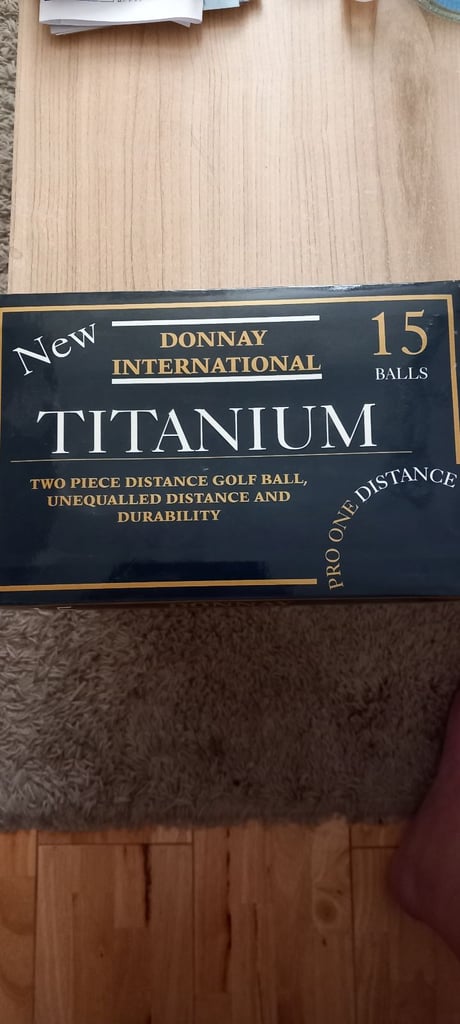 New
DONNAY
INTERNATIONAL
15
BALLS
TITANIUM
TWO PIECE DISTANCE GOLF BALL,
UNEQUALLED DISTANCE AND
DURABILITY
PRO ONE DISTANCE